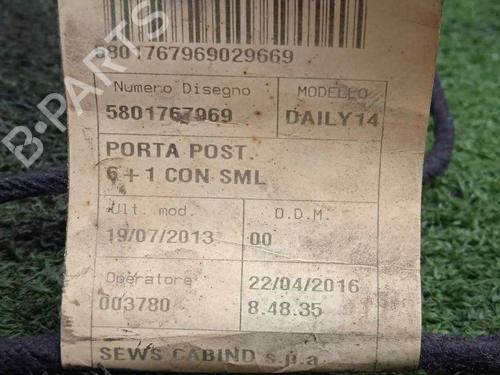 5801767969029669
Numero Disegno MODELLO
5801767969 DAILY14
PORTA POST.
6 + 1 CON SML
Ult. mod. O.D.M.
19/07/2013 00
Operatore 22/04/2016
003780 8.48.35
SEWS CABIND s.p.a.
B-PARTS